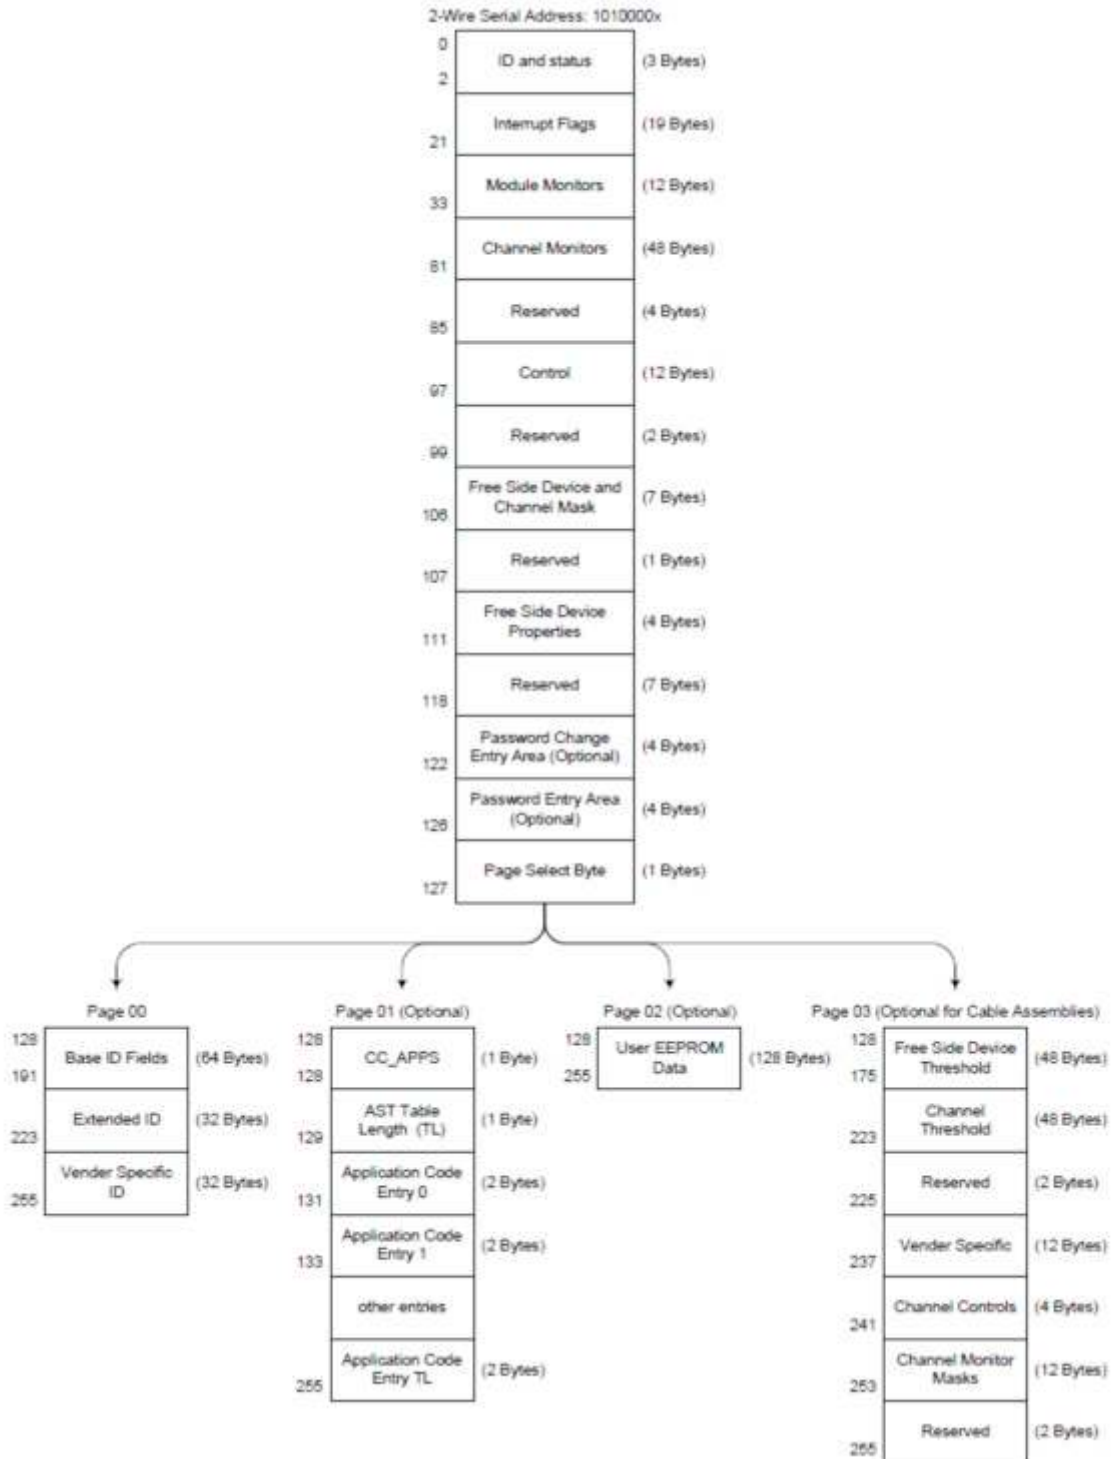 2-Wire Serial Address: 1010000x
0
ID and status
(3 Bytes)
2
Interrupt Flags
(19 Bytes)
21
Module Monitors
(12 Bytes)
33
Channel Monitors
(48 Bytes)
81
Reserved
(4 Bytes)
85
Control
(12 Bytes)
97
Reserved
(2 Bytes)
99
Free Side Device and
Channel Mask
(7 Bytes)
106
Reserved
(1 Bytes)
107
Free Side Device
Properties
(4 Bytes)
111
Reserved
(7 Bytes)
118
Password Change
Entry Area (Optional)
(4 Bytes)
122
Password Entry Area
(Optional)
(4 Bytes)
126
Page Select Byte
(1 Bytes)
127
Page 00
128
Base ID Fields
(64 Bytes)
191
Extended ID
(32 Bytes)
223
Vender Specific
ID
(32 Bytes)
255
Page 01 (Optional)
128
CC_APPS
(1 Byte)
128
AST Table
Length (TL)
(1 Byte)
129
Application Code
Entry 0
(2 Bytes)
131
Application Code
Entry 1
(2 Bytes)
133
other entries
Application Code
Entry TL
(2 Bytes)
255
Page 02 (Optional)
128
User EEPROM
Data
(128 Bytes)
255
Page 03 (Optional for Cable Assemblies)
128
Free Side Device
Threshold
(48 Bytes)
175
Channel
Threshold
(48 Bytes)
223
Reserved
(2 Bytes)
225
Vender Specific
(12 Bytes)
237
Channel Controls
(4 Bytes)
241
Channel Monitor
Masks
(12 Bytes)
253
Reserved
(2 Bytes)
255